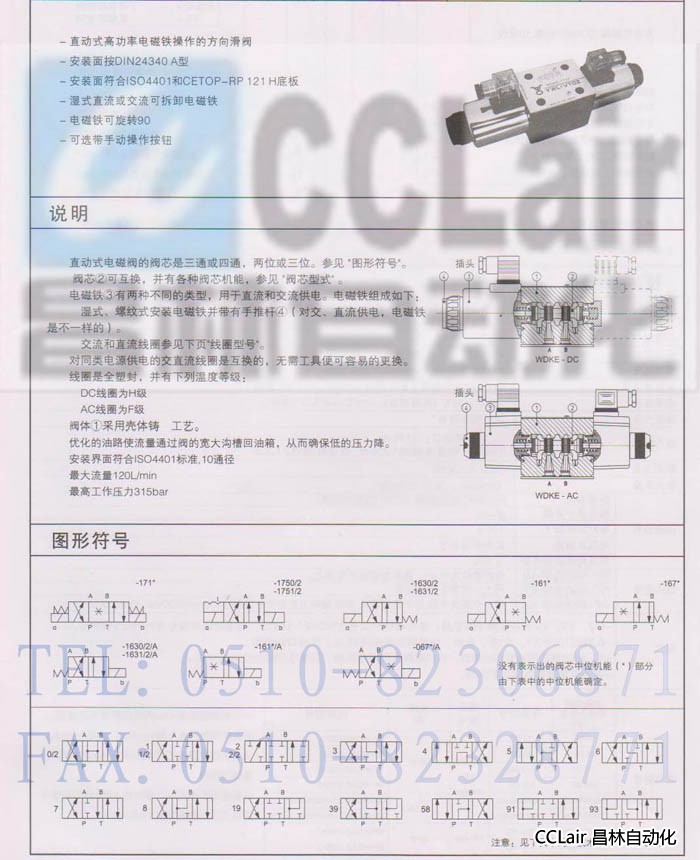 – 直动式高功率电磁铁操作的方向滑阀
– 安装面按DIN24340 A型
– 安装面符合ISO4401和CETOP-RP 121 H底板
– 湿式直流或交流可拆卸电磁铁
– 电磁铁可旋转90
– 可选带手动操作按钮
CCLair
昌林自动化
说明
直动式电磁阀的阀芯是三通或四通，两位或三位。参见 "图形符号"。
阀芯②可互换，并有各种阀芯机能，参见 "阀芯型式"。
电磁铁③有两种不同的类型，用于直流和交流供电。电磁铁组成如下：
湿式、螺纹式安装电磁铁并带有手推杆④（对交、直流供电，电磁铁
是不一样的）。
交流和直流线圈参见下页"线圈型号"。
对同类电源供电的交直流线圈是互换的，无需工具便可容易的更换。
线圈是全塑封，并有下列温度等级：
DC线圈为H级
AC线圈为F级
阀体①采用壳体铸 工艺。
优化的油路使流量通过阀的宽大沟槽回油箱，从而确保低的压力降。
安装界面符合ISO4401标准,10通径
最大流量120L/min
最高工作压力315bar
插头
④ ③ ① ②
A B
WDKE - DC
插头
④ ③ ① ②
A B
WDKE - AC
图形符号
-171*
A B
a P T b
-1750/2
-1751/2
A B
a P T b
-1630/2
-1631/2
A B
a P T
-161*
A B
a P T
-167*
A B
a P T
-1630/2/A
-1631/2/A
A B
P T b
-161*/A
A B
P T b
-067*/A
A B
P T b
没有表示出的阀芯中位机能（*）部分
由下表中的中位机能确定。
TEL: 0510-82306871
0/2 A B P T
1
1/2 A B P T
2
2/2 A B P T
3 A B P T
4 A B P T
5 A B P T
6 A B P T
FAX: 0510-82328771
7 A B P T
8 A B P T
19 A B P T
39 A B P T
58 A B P T
91 A B P T
93 A B P T
注意：见下
CCLair 昌林自动化